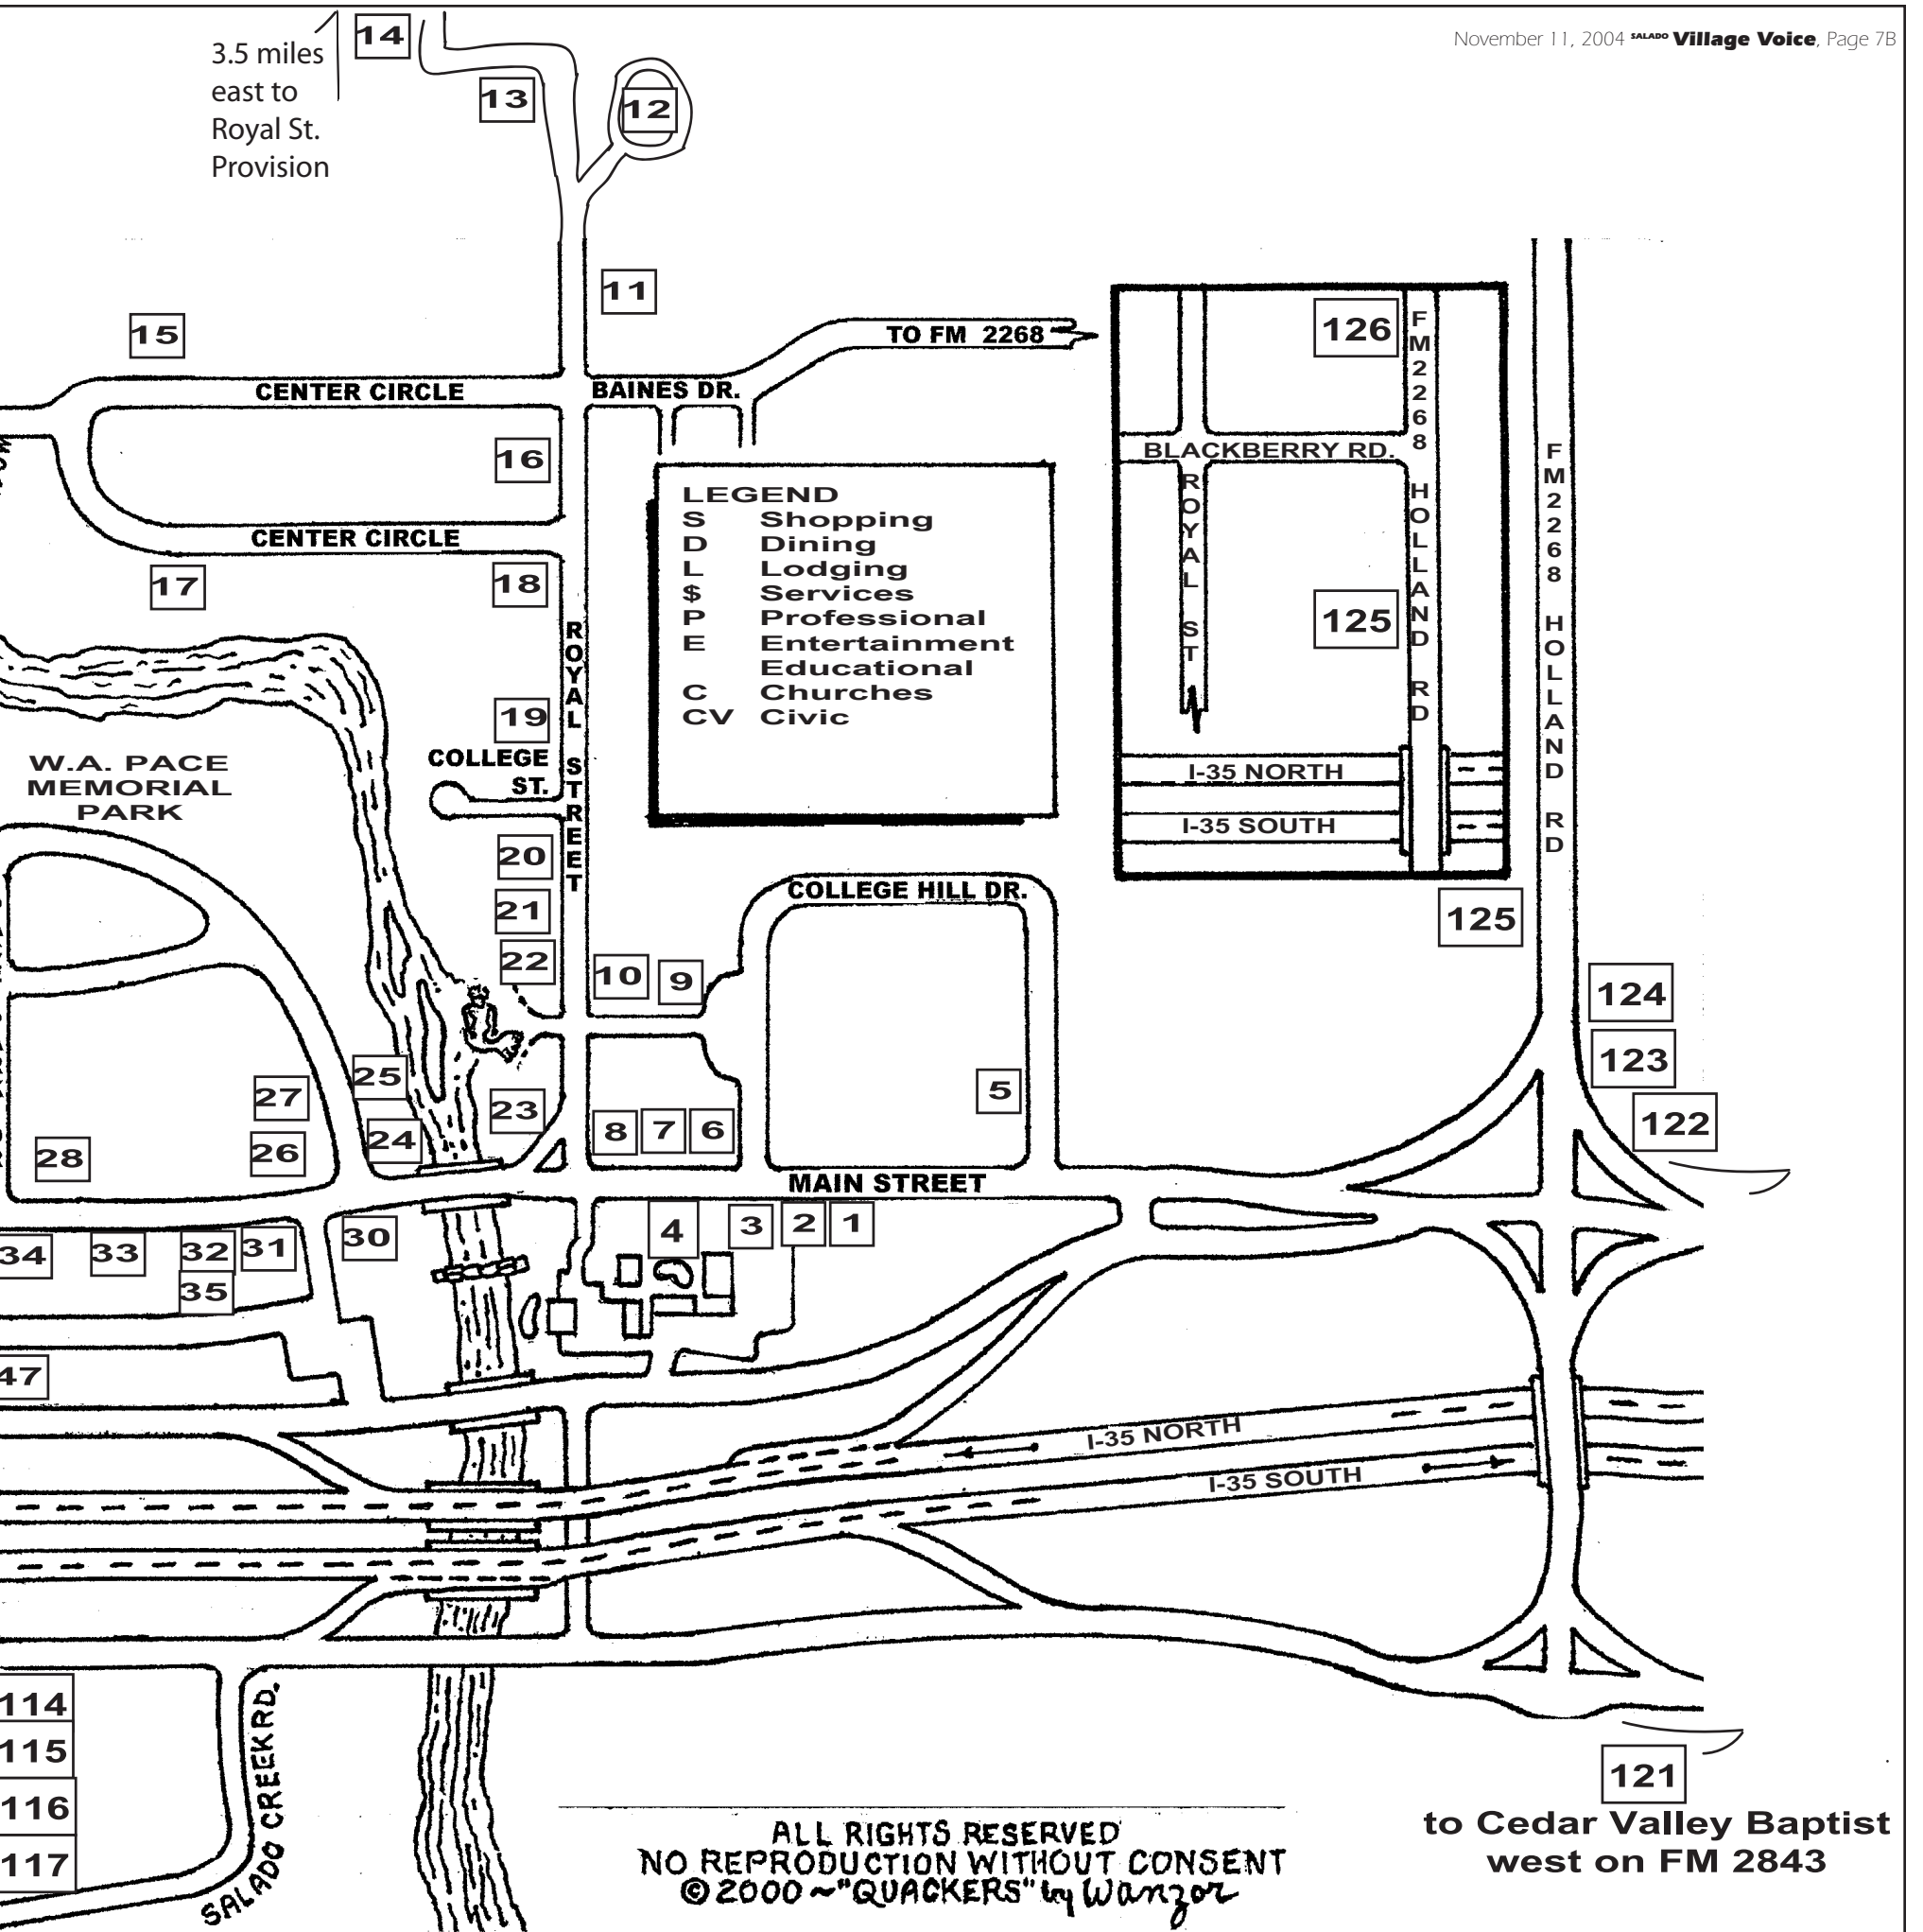 November 11, 2004 SALADO Village Voice, Page 7B
3.5 miles
east to
Royal St.
Provision
14
13
12
11
15
TO FM 2268
CENTER CIRCLE
BAINES DR.
16
CENTER CIRCLE
17
18
ROYAL STREET
19
COLLEGE
ST.
W.A. PACE
MEMORIAL
PARK
LEGEND
S Shopping
D Dining
L Lodging
$ Services
P Professional
E Entertainment
Educational
C Churches
CV Civic
126
FM2268 HOLLAND RD
BLACKBERRY RD.
ROYAL ST
125
I-35 NORTH
I-35 SOUTH
FM2268 HOLLAND RD
20
21
22
COLLEGE HILL DR.
10
9
125
124
123
122
25
27
23
5
24
26
28
8
7
6
MAIN STREET
4
3
2
1
30
31
32
33
34
35
47
I-35 NORTH
I-35 SOUTH
114
115
116
117
SALADO CREEK RD.
121
to Cedar Valley Baptist
west on FM 2843
ALL RIGHTS RESERVED
NO REPRODUCTION WITHOUT CONSENT
©2000 ~ "QUACKERS" by Wanzor